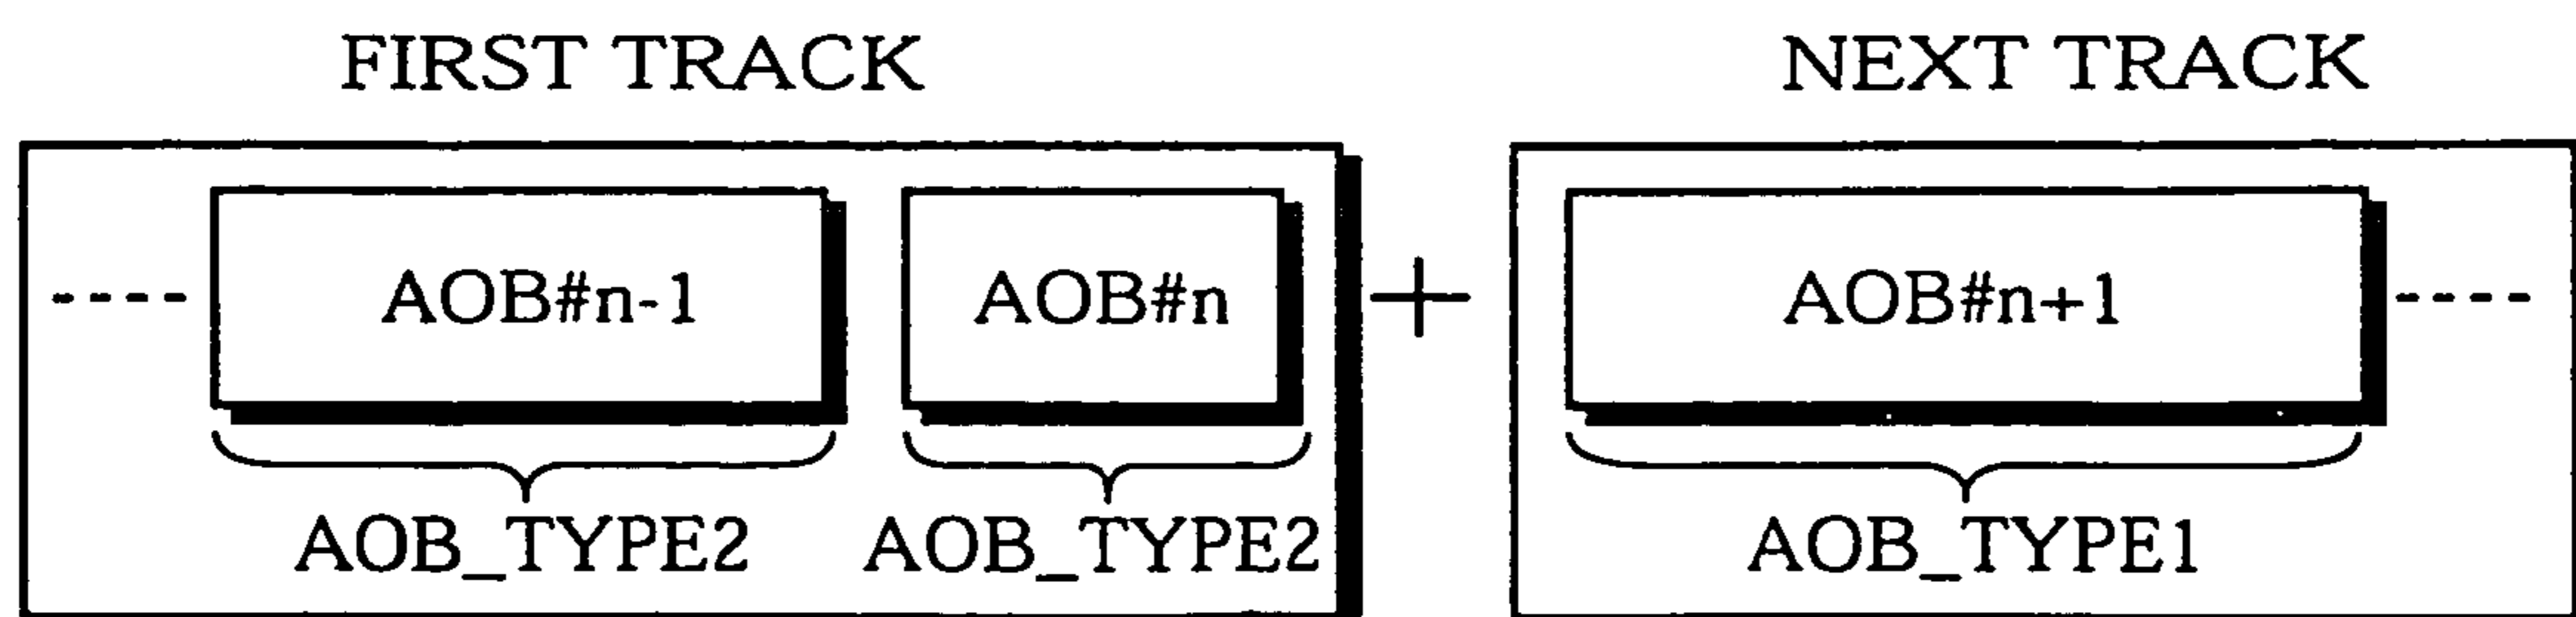 FIRST TRACK NEXT TRACK
AOB#n-1 AOB#n + AOB#n+1
AOB_TYPE2 AOB_TYPE2 AOB_TYPE1